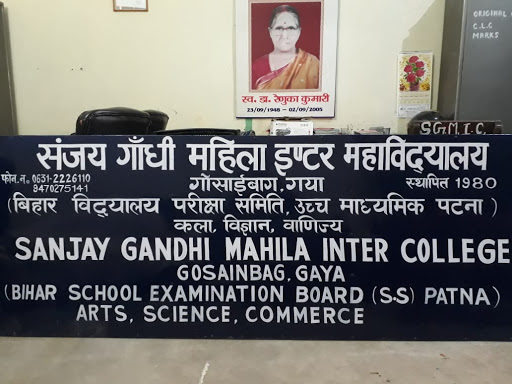 ORIGINAL
C.L.C
MARKS
स्व. डा. रेणुका कुमारी
23/09/1948 — 02/09/2005
S.G.M.I.C.
संजय गाँधी महिला इण्टर महाविद्यालय
फोन. न० 0631-2226110
9470275141
गोसाईबाग, गया
स्थापित 1980
(बिहार विद्यालय परीक्षा समिति, उच्च माध्यमिक पटना)
कला, विज्ञान, वाणिज्य
SANJAY GANDHI MAHILA INTER COLLEGE
GOSAINBAG, GAYA
(BIHAR SCHOOL EXAMINATION BOARD (S.S) PATNA)
ARTS, SCIENCE, COMMERCE